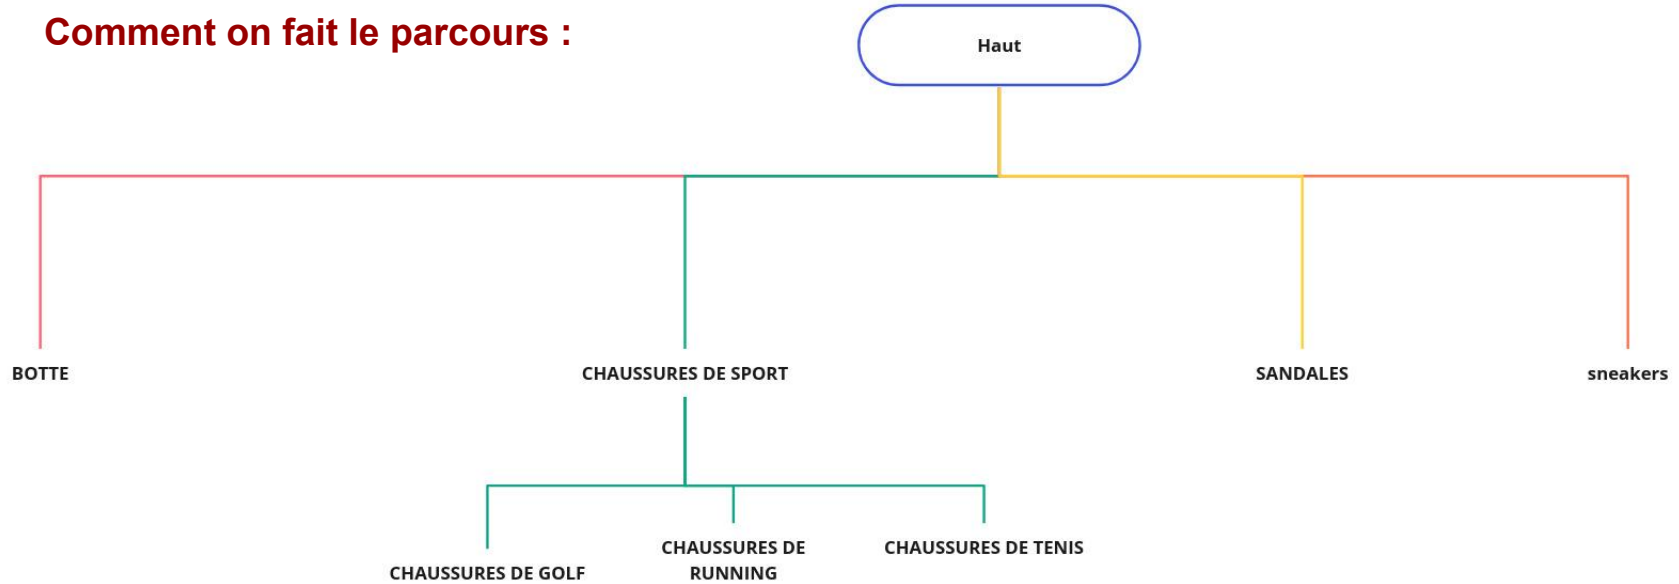 Comment on fait le parcours :
Haut
BOTTE
CHAUSSURES DE SPORT
SANDALES
sneakers
CHAUSSURES DE GOLF
CHAUSSURES DE
RUNNING
CHAUSSURES DE TENIS